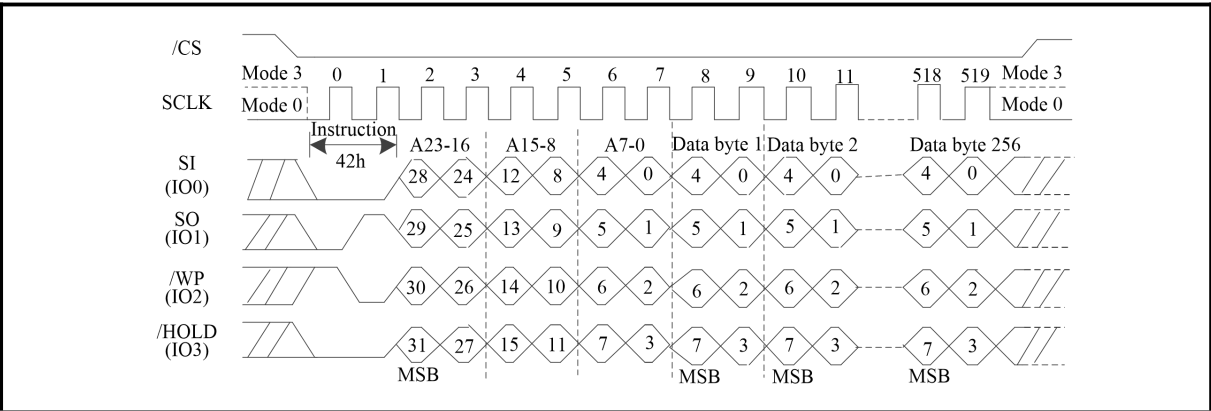 /CS
Mode 3 0 1 2 3 4 5 6 7 8 9 10 11 518 519 Mode 3
SCLK Mode 0 Mode 0
Instruction
42h
A23-16 A15-8 A7-0 Data byte 1 Data byte 2 Data byte 256
SI
(IO0)
28 24 12 8 4 0 4 0 4 0 4 0
SO
(IO1)
29 25 13 9 5 1 5 1 5 1 5 1
/WP
(IO2)
30 26 14 10 6 2 6 2 6 2 6 2
/HOLD
(IO3)
31 27 15 11 7 3 7 3 7 3 7 3
MSB MSB MSB MSB